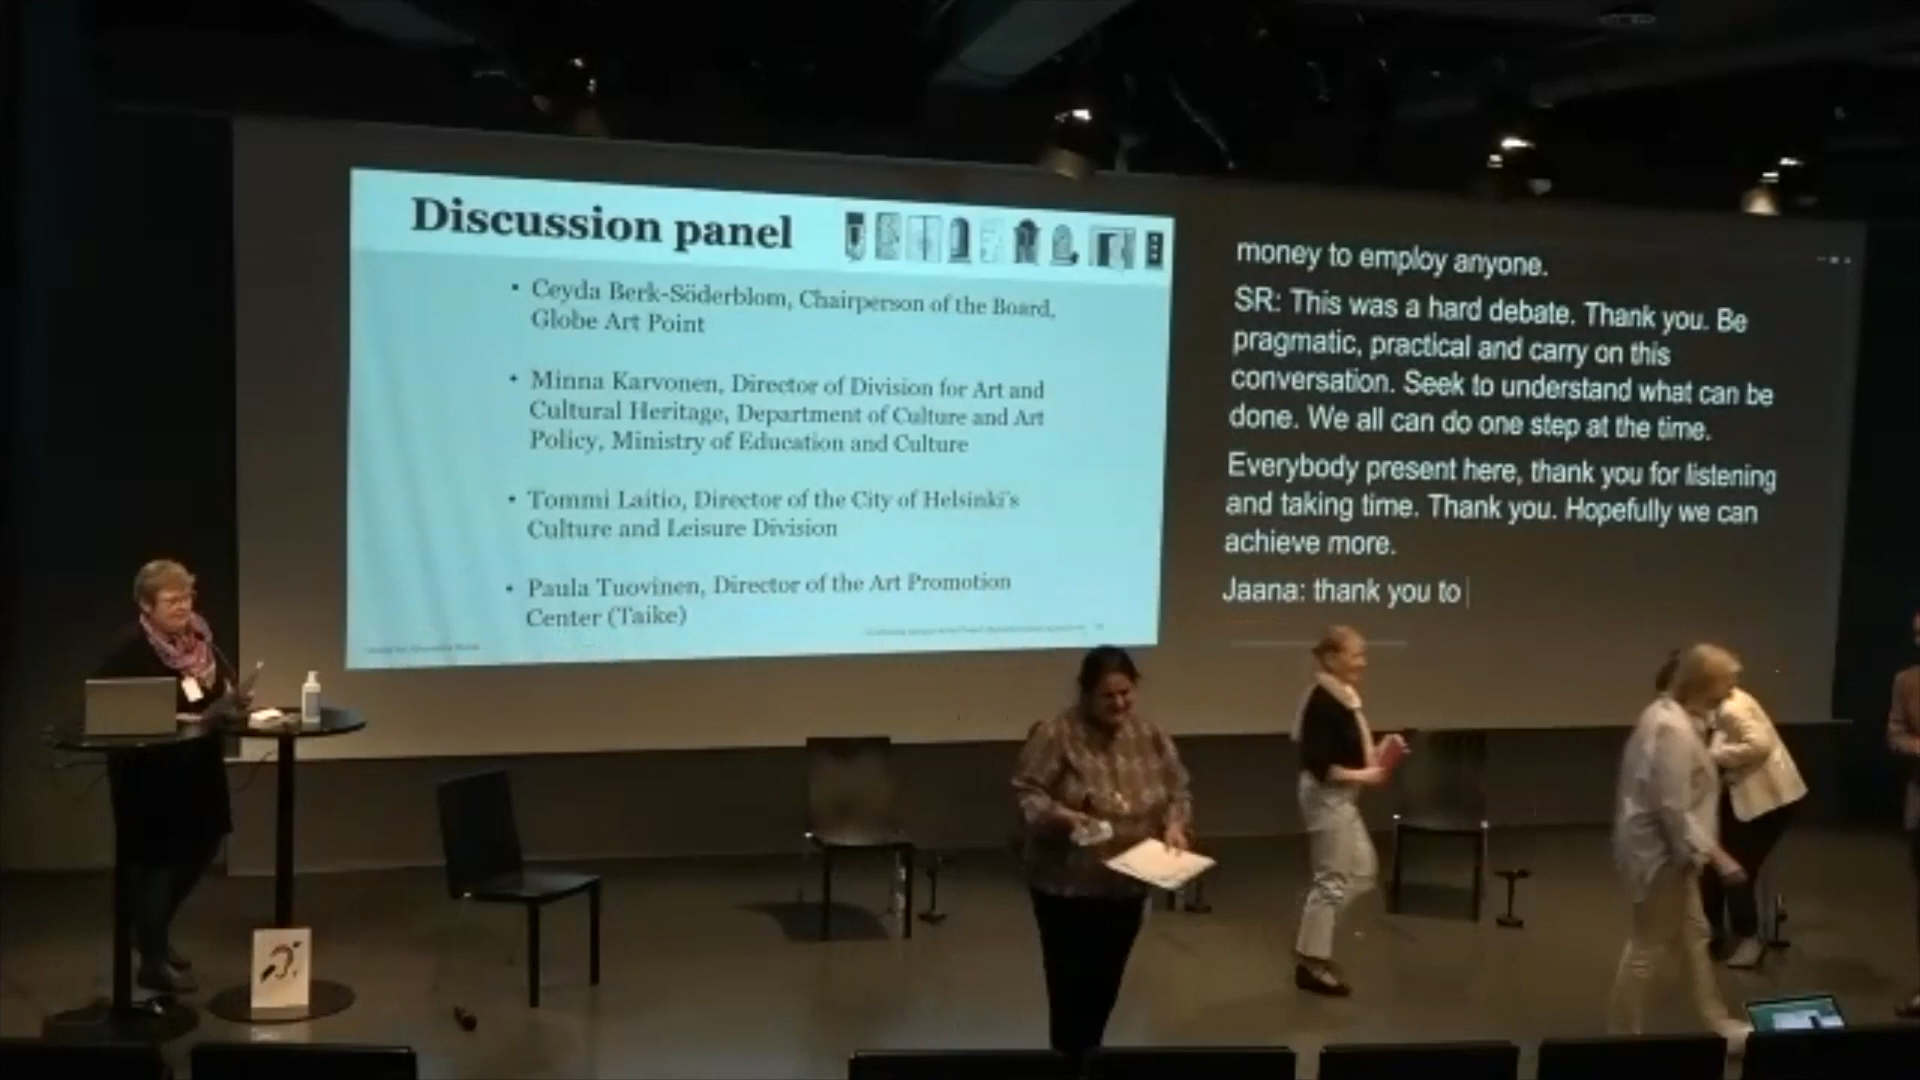 Discussion panel
• Ceyda Berk-Söderblom, Chairperson of the Board,
Globe Art Point
• Minna Karvonen, Director of Division for Art and
Cultural Heritage, Department of Culture and Art
Policy, Ministry of Education and Culture
• Tommi Laitio, Director of the City of Helsinki's
Culture and Leisure Division
• Paula Tuovinen, Director of the Art Promotion
Center (Taike)
money to employ anyone.
SR: This was a hard debate. Thank you. Be
pragmatic, practical and carry on this
conversation. Seek to understand what can be
done. We all can do one step at the time.
Everybody present here, thank you for listening
and taking time. Thank you. Hopefully we can
achieve more.
Jaana: thank you to